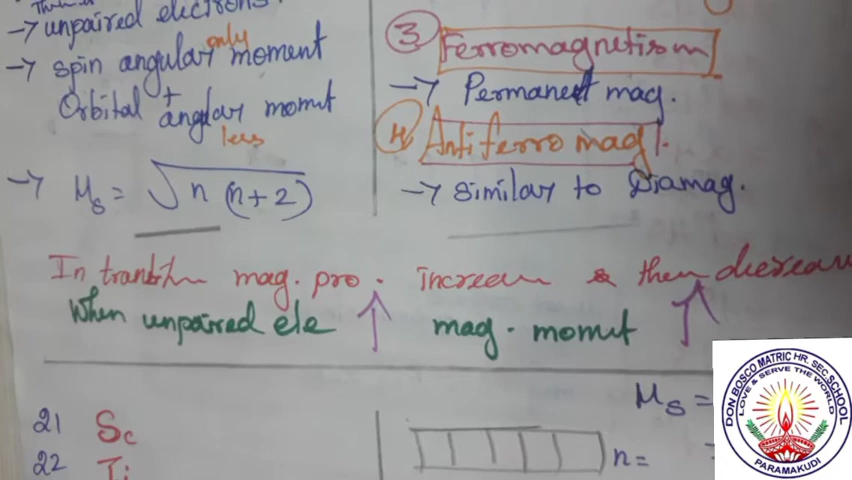 → unpaired electrons.
→ spin angular only moment
+
Orbital angular momt
less
→ μs = √n (n+2)
③ Ferromagnetism
→ Permanent mag.
④ Antiferro mag.
→ similar to Diamag.
mag. pro. increase & then decrease
When unpaired ele ↑ mag. momt ↑
21 Sc
22 Ti
μs =
n =
DON BOSCO MATRIC HR. SEC. SCHOOL
LOVE & SERVE THE WORLD
PARAMAKUDI